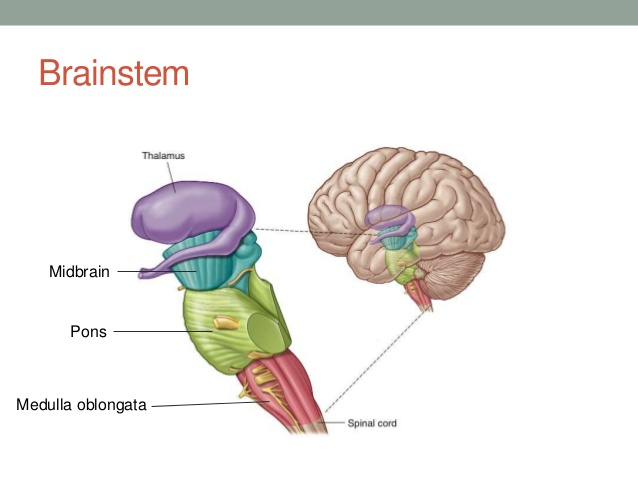 Brainstem
Thalamus
Midbrain
Pons
Medulla oblongata
Spinal cord